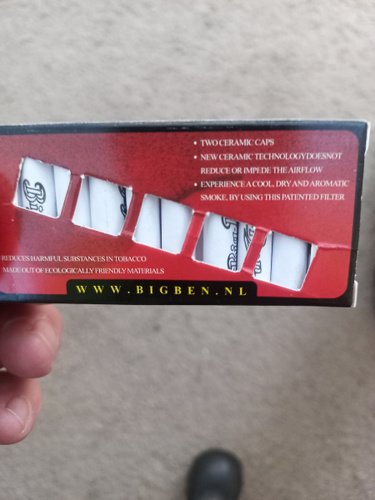 • TWO CERAMIC CAPS
• NEW CERAMIC TECHNOLOGYDOESNOT
REDUCE OR IMPEDE THE AIRFLOW
• EXPERIENCE A COOL, DRY AND AROMATIC
SMOKE, BY USING THIS PATENTED FILTER
Bi
REDUCES HARMFUL SUBSTANCES IN TOBACCO
MADE OUT OF ECOLOGICALLY FRIENDLY MATERIALS
WWW.BIGBEN.NL